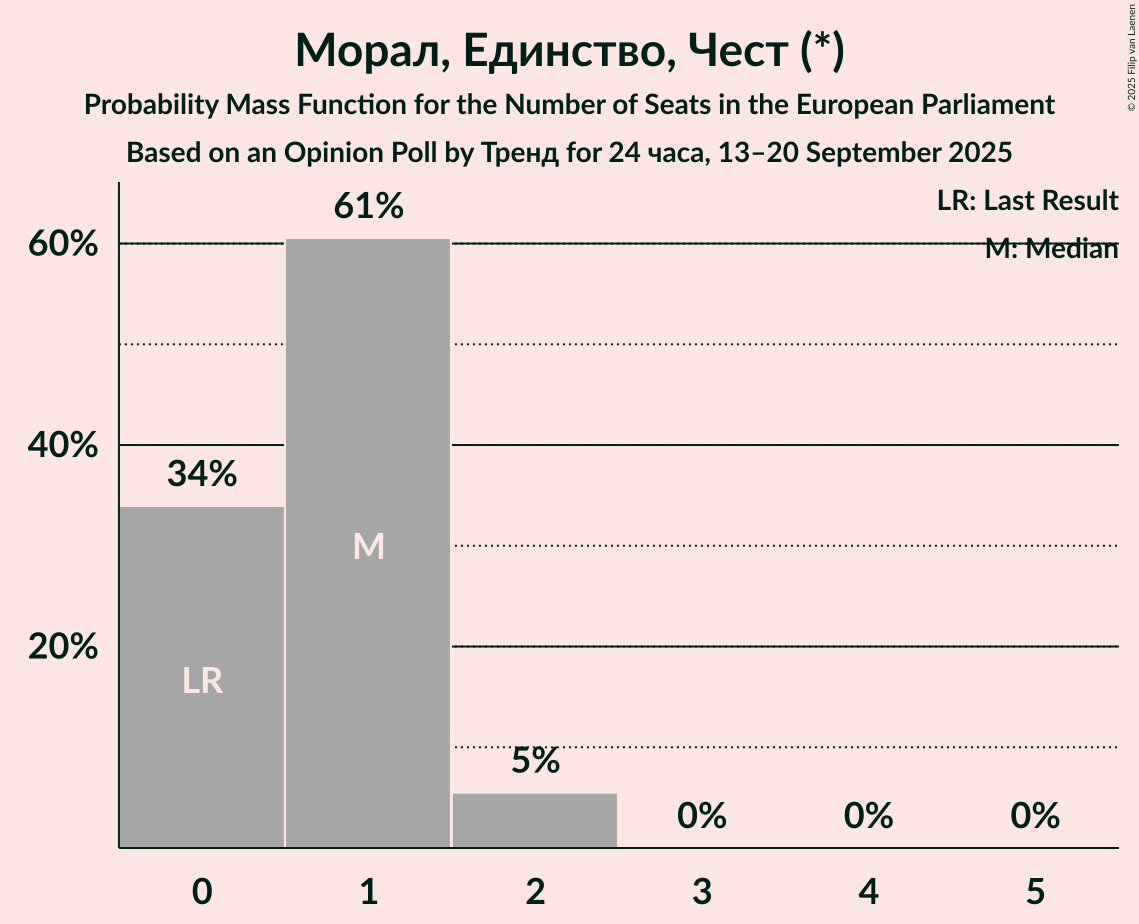 Морал, Единство, Чест (*)
Probability Mass Function for the Number of Seats in the European Parliament
Based on an Opinion Poll by Тренд for 24 часа, 13–20 September 2025
© 2025 Filip van Laenen
LR: Last Result
M: Median
61%
60%
40%
34%
M
20%
LR
5%
0%
0%
0%
0
1
2
3
4
5